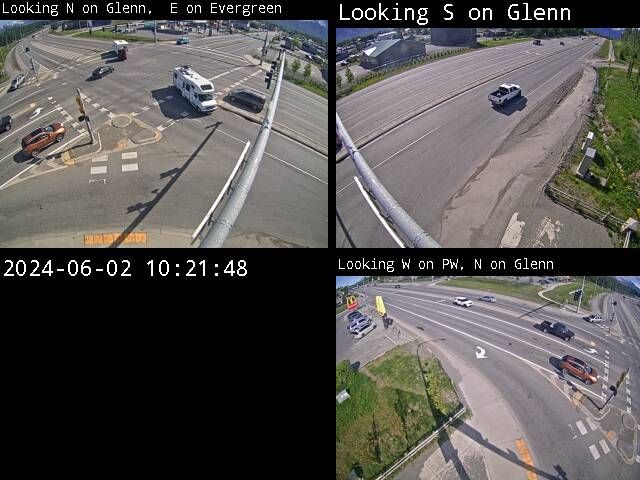 Looking N on Glenn,  E on Evergreen
Looking S on Glenn
2024-06-02 10:21:48
Looking W on PW, N on Glenn